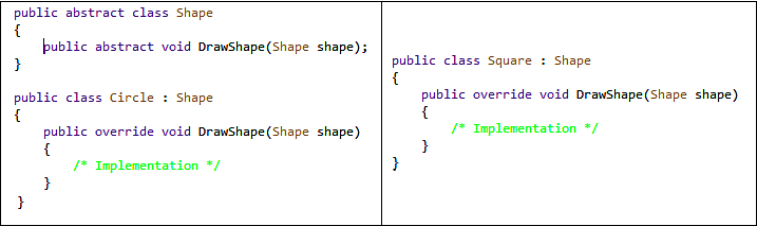 public abstract class Shape
{
    public abstract void DrawShape(Shape shape);
}
public class Circle : Shape
{
    public override void DrawShape(Shape shape)
    {
        /* Implementation */
    }
}
public class Square : Shape
{
    public override void DrawShape(Shape shape)
    {
        /* Implementation */
    }
}